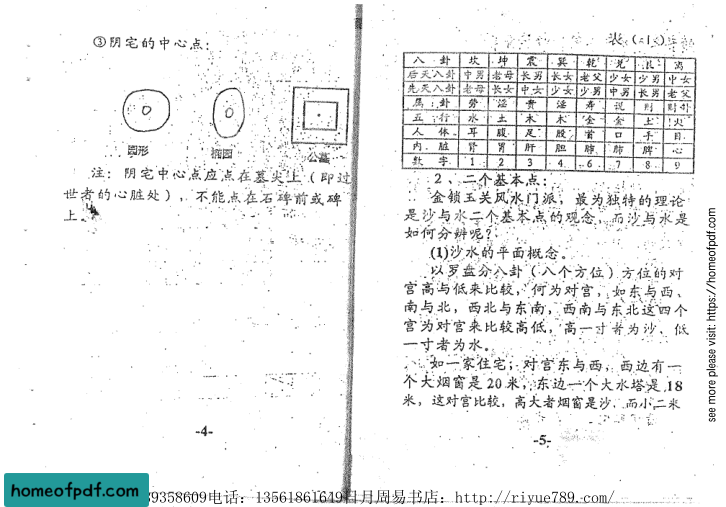 ③阴宅的中心点:
圆形
椭圆
公墓
注: 阴宅中心点应点在墓尖上(即过
世者的心脏处), 不能点在石碑前或碑
上。
-4-
表(1)
八卦 坎 坤 震 巽 乾 兑 艮 离
后天八卦 中男 老母 长男 长女 老父 少女 少男 中女
先天八卦 老母 长女 中女 少女 少男 中男 长男 老父
属 卦 劳 谣 贵 谣 寿
五 行 水 土 木 木 金 金 土 火
人 体 耳 腹 足 股 首 口 手 目
内 脏 肾 胃 肝 胆 肺 脾 心
数字 1 2 3 4 6 7 8 9
2、二个基本点:
金锁玉关风水门派, 最为独特的理论
是沙与水二个基本点的观念, 而沙与水是
如何分辨呢?
(1)沙水的平面概念。
以罗盘分八卦(八个方位)方位的对
宫高与低来比较, 何为对宫, 如东与西、
南与北, 西北与东南, 西南与东北这四个
宫为对宫来比较高低, 高一寸者为沙, 低
一寸者为水。
如一家住宅; 对宫东与西, 西边有一
个大烟窗是20米, 东边一个大水塔是18
米, 这对宫比较, 高大者烟窗是沙, 而小二米
-5-
see more please visit: https://homeofpdf.com
homeofpdf.com
89358609电话: 13561861649日月周易书店: http://riyue789.com/